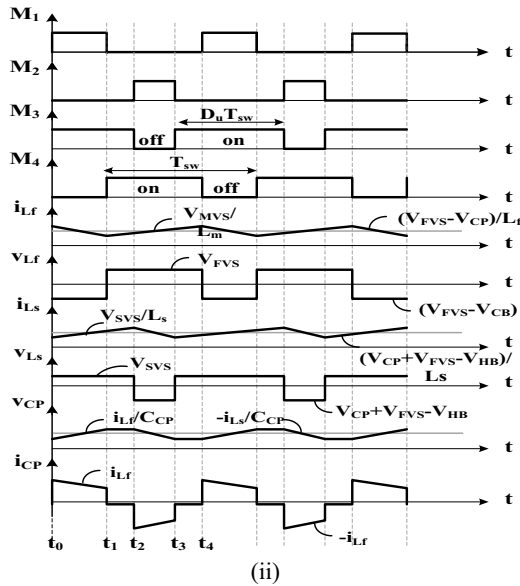 M1
t
M2
t
M3
DuTsw
off
on
t
M4
Tsw
on
off
t
iLf
VMVS/
Lm
(VFVS-VCP)/Lf
t
vLf
VFVS
t
(VFVS-VCB)
iLs
VSVS/Ls
t
(VCP+VFVS-VHB)/
Ls
vLs
VSVS
t
VCP+VFVS-VHB
vCP
iLf/CCP
-iLs/CCP
t
iCP
iLf
t
-iLf
t0 t1 t2 t3 t4
(ii)